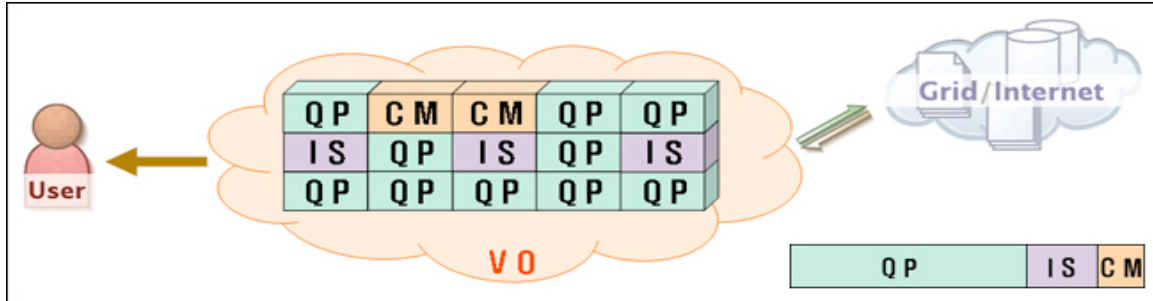 Grid/Internet
QP CM CM QP QP
IS QP IS QP IS
QP QP QP QP QP
User
VO
QP IS CM